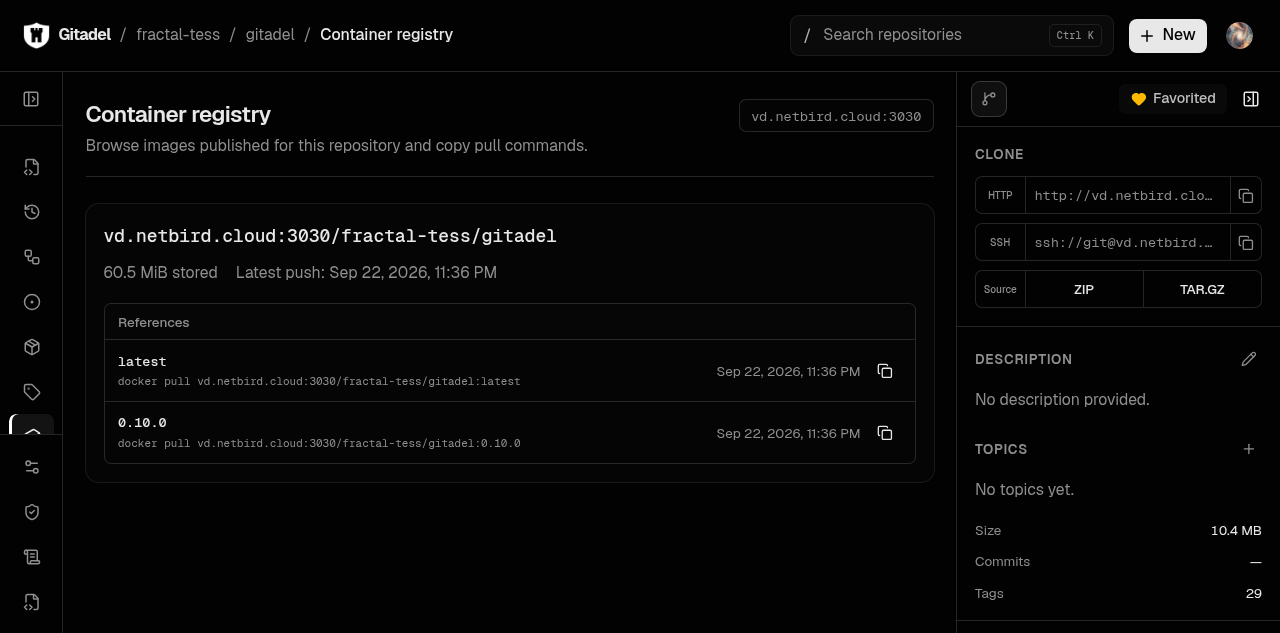 Gitadel / fractal-tess / gitadel / Container registry
/ Search repositories Ctrl K
New
Container registry
vd.netbird.cloud:3030
Browse images published for this repository and copy pull commands.
vd.netbird.cloud:3030/fractal-tess/gitadel
60.5 MiB stored Latest push: Sep 22, 2026, 11:36 PM
References
latest
docker pull vd.netbird.cloud:3030/fractal-tess/gitadel:latest
Sep 22, 2026, 11:36 PM
0.10.0
docker pull vd.netbird.cloud:3030/fractal-tess/gitadel:0.10.0
Sep 22, 2026, 11:36 PM
Favorited
CLONE
HTTP http://vd.netbird.clo…
SSH ssh://git@vd.netbird.…
Source ZIP TAR.GZ
DESCRIPTION
No description provided.
TOPICS
No topics yet.
Size 10.4 MB
Commits —
Tags 29